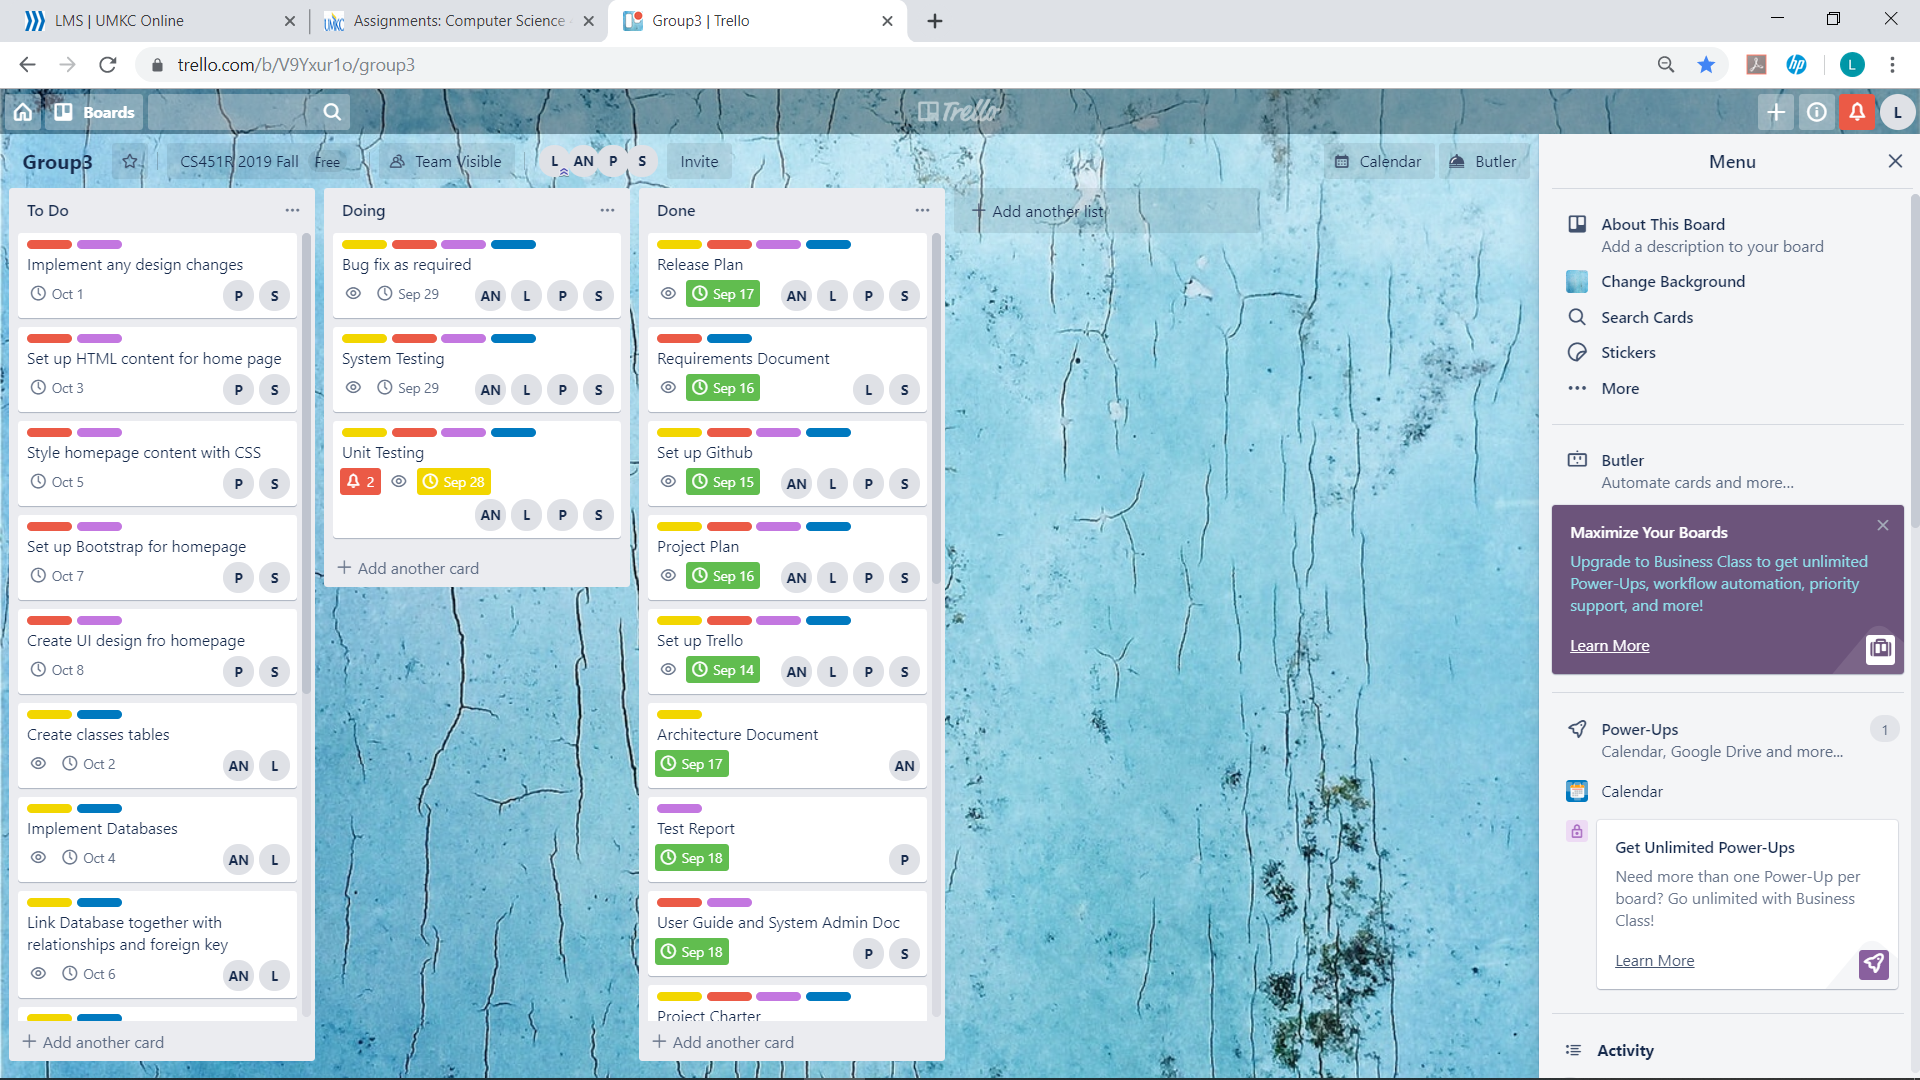 LMS | UMKC Online
Assignments: Computer Science
Group3 | Trello
trello.com/b/V9Yxur1o/group3
L
Boards
Trello
L
Group3
CS451R 2019 Fall Free
Team Visible
L AN P S
Invite
Calendar
Butler
To Do
Implement any design changes
Oct 1
P S
Set up HTML content for home page
Oct 3
P S
Style homepage content with CSS
Oct 5
P S
Set up Bootstrap for homepage
Oct 7
P S
Create UI design fro homepage
Oct 8
P S
Create classes tables
Oct 2
AN L
Implement Databases
Oct 4
AN L
Link Database together with
relationships and foreign key
Oct 6
AN L
+ Add another card
Doing
Bug fix as required
Sep 29
AN L P S
System Testing
Sep 29
AN L P S
Unit Testing
2 Sep 28
AN L P S
+ Add another card
Done
Release Plan
Sep 17
AN L P S
Requirements Document
Sep 16
L S
Set up Github
Sep 15
AN L P S
Project Plan
Sep 16
AN L P S
Set up Trello
Sep 14
AN L P S
Architecture Document
Sep 17
AN
Test Report
Sep 18
P
User Guide and System Admin Doc
Sep 18
P S
Project Charter
+ Add another card
+ Add another list
Menu
About This Board
Add a description to your board
Change Background
Search Cards
Stickers
More
Butler
Automate cards and more...
Maximize Your Boards
Upgrade to Business Class to get unlimited
Power-Ups, workflow automation, priority
support, and more!
Learn More
Power-Ups
1
Calendar, Google Drive and more...
Calendar
Get Unlimited Power-Ups
Need more than one Power-Up per
board? Go unlimited with Business
Class!
Learn More
Activity